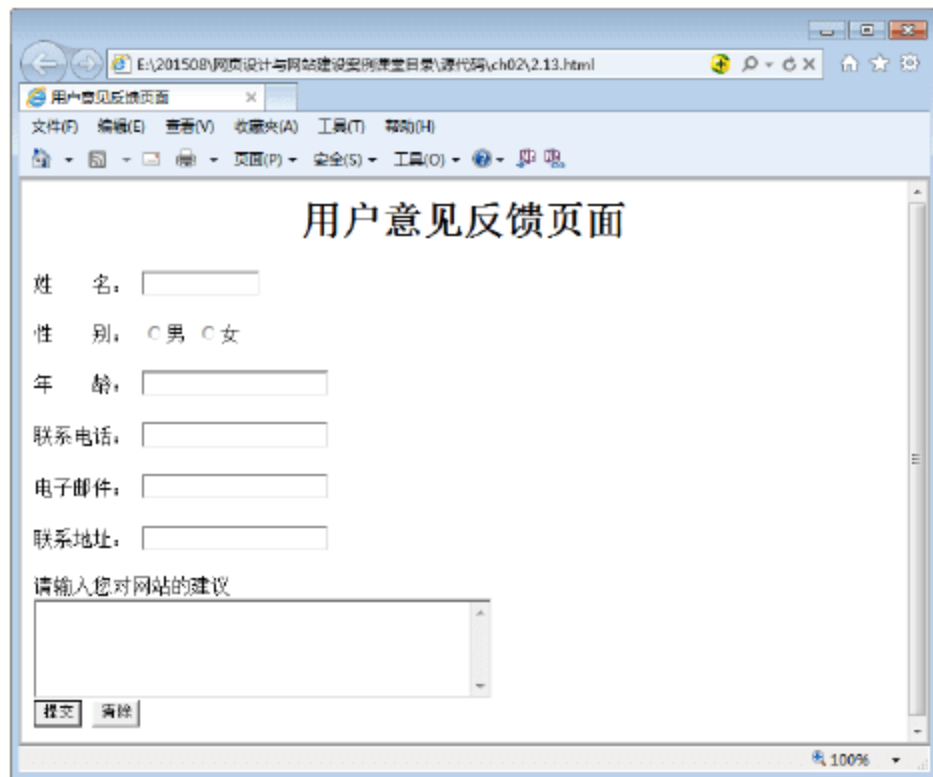 E:\201508\网页设计与网站建设案例课堂目录\源代码\ch02\2.13.html
用户意见反馈页面
文件(F) 编辑(E) 查看(V) 收藏夹(A) 工具(T) 帮助(H)
页面(P) 安全(S) 工具(O)
用户意见反馈页面
姓 名：
性 别： 男 女
年 龄：
联系电话：
电子邮件：
联系地址：
请输入您对网站的建议
提交 清除
100%